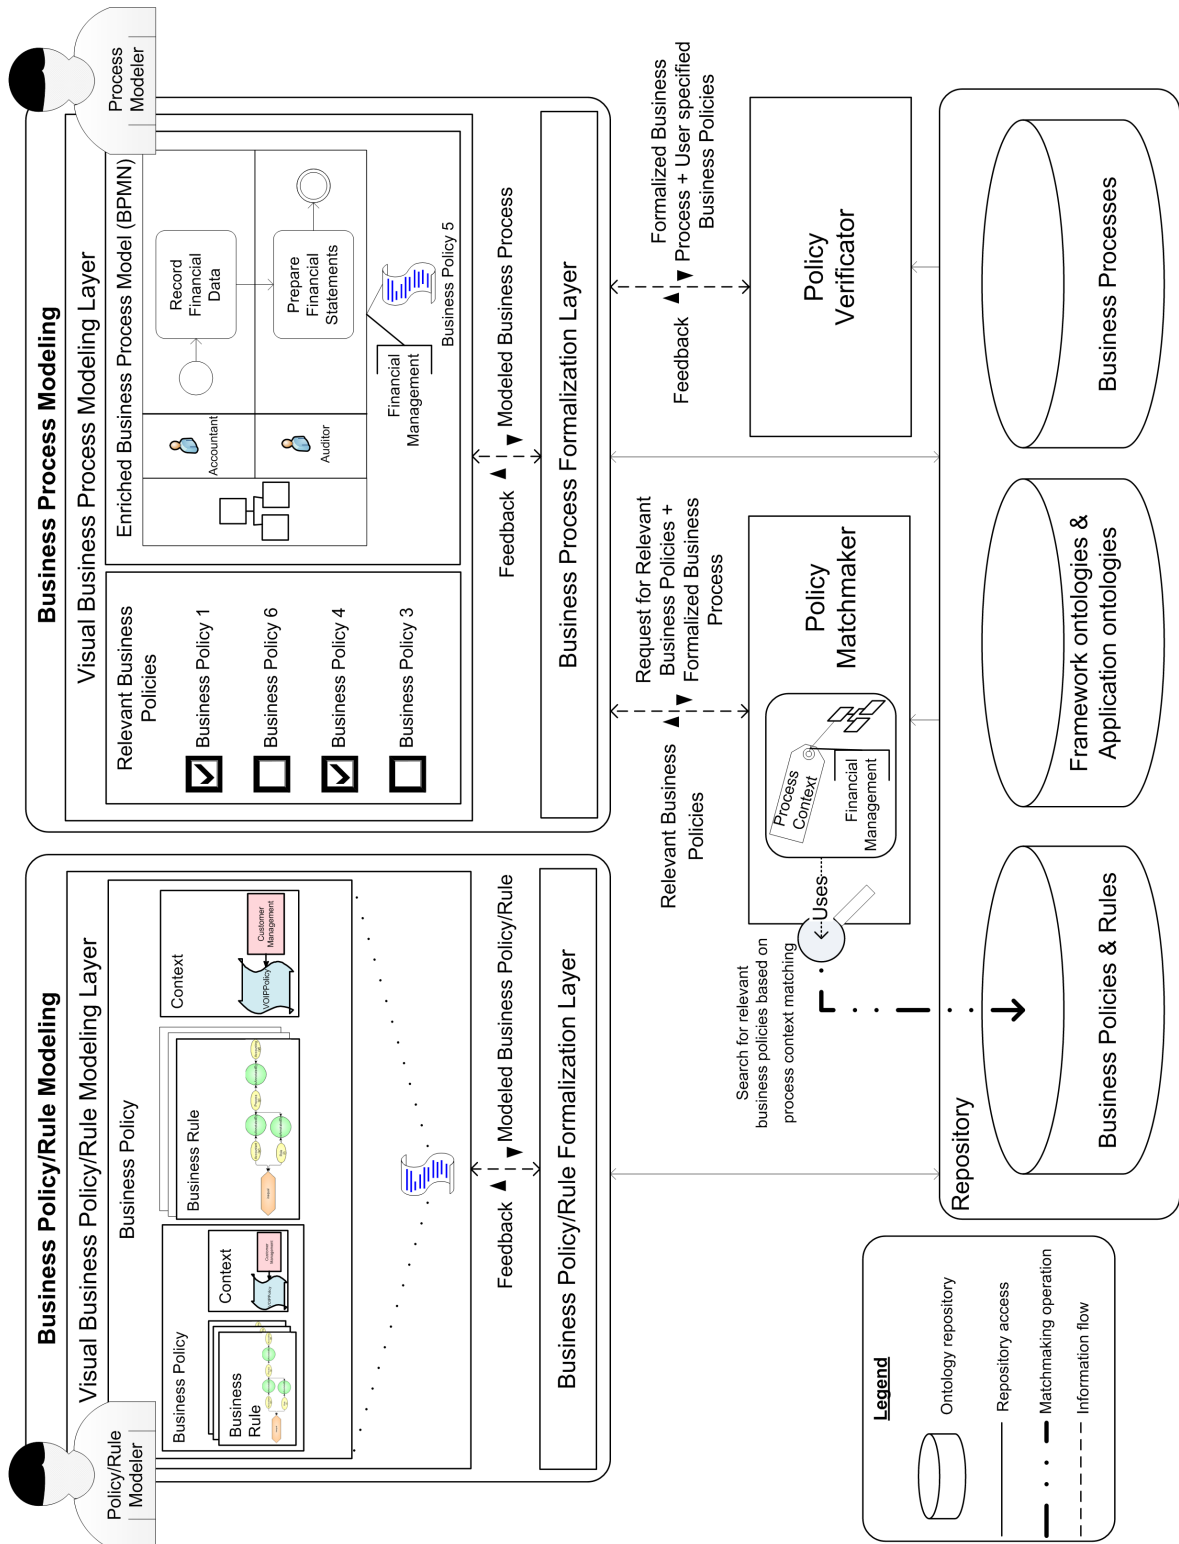 Policy/Rule
Modeler
Business Policy/Rule Modeling
Visual Business Policy/Rule Modeling Layer
Business Policy
Business Policy
Business
Rule
Context
Customer
Management
Business Rule
Context
VOIPPolicy
Customer
Management
Feedback
Modeled Business Policy/Rule
Business Policy/Rule Formalization Layer
Process
Modeler
Business Process Modeling
Visual Business Process Modeling Layer
Relevant Business
Policies
Business Policy 1
Business Policy 6
Business Policy 4
Business Policy 3
Enriched Business Process Model (BPMN)
Accountant
Record
Financial
Data
Auditor
Prepare
Financial
Statements
Financial
Management
Business Policy 5
Feedback
Modeled Business Process
Business Process Formalization Layer
Relevant Business
Policies
Request for Relevant
Business Policies +
Formalized Business
Process
Feedback
Formalized Business
Process + User specified
Business Policies
Search for relevant
business policies based on
process context matching
Uses
Process
Context
Financial
Management
Policy
Matchmaker
Policy
Verificator
Repository
Business Policies & Rules
Framework ontologies &
Application ontologies
Business Processes
Legend
Ontology repository
Repository access
Matchmaking operation
Information flow